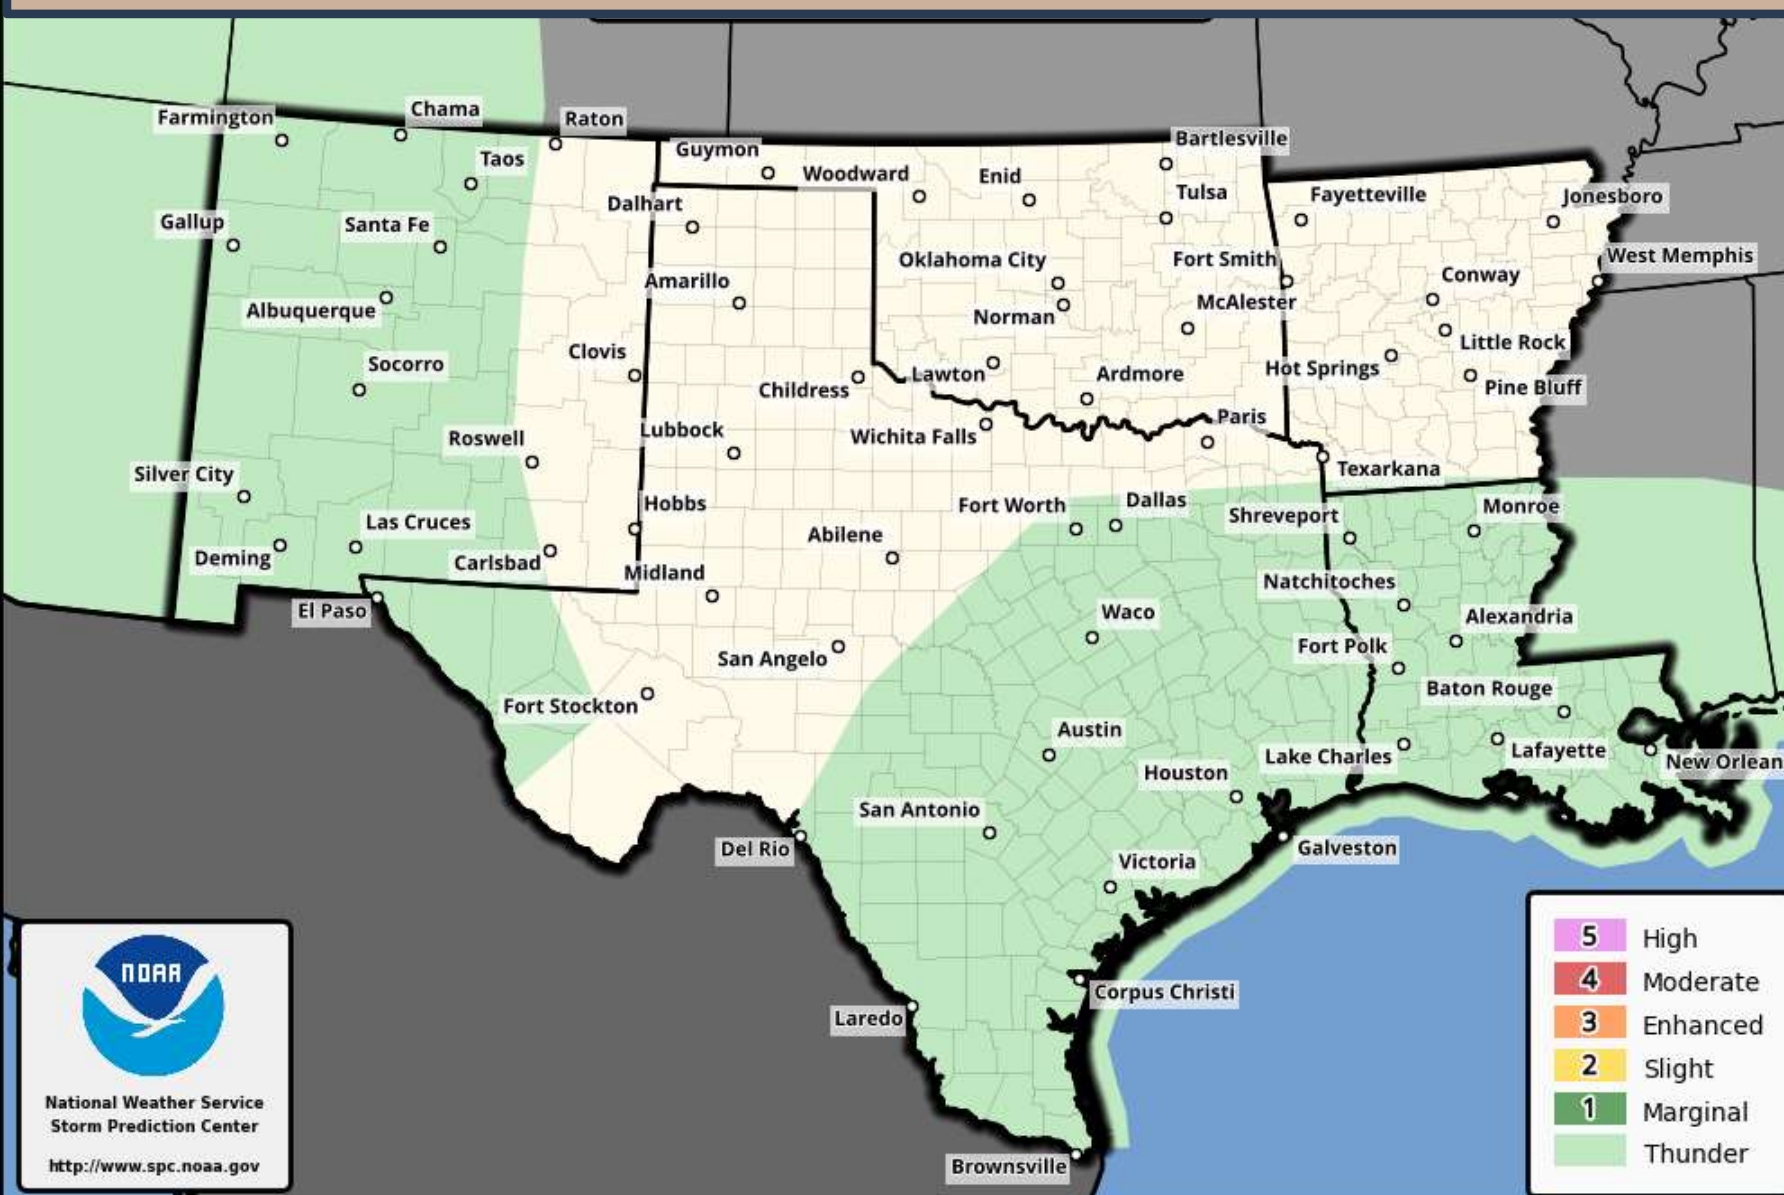 Farmington
Chama
Raton
Taos
Guymon
Woodward
Enid
Bartlesville
Tulsa
Fayetteville
Jonesboro
Dalhart
Gallup
Santa Fe
Oklahoma City
Fort Smith
West Memphis
Conway
Amarillo
Albuquerque
Norman
McAlester
Little Rock
Clovis
Socorro
Childress
Lawton
Ardmore
Hot Springs
Pine Bluff
Paris
Roswell
Lubbock
Wichita Falls
Texarkana
Silver City
Hobbs
Fort Worth
Dallas
Shreveport
Monroe
Las Cruces
Abilene
Deming
Carlsbad
Midland
Natchitoches
El Paso
Waco
Alexandria
San Angelo
Fort Polk
Fort Stockton
Baton Rouge
Austin
Lake Charles
Lafayette
New Orlean
Houston
San Antonio
Del Rio
Galveston
Victoria
Corpus Christi
Laredo
Brownsville
NOAA
National Weather Service
Storm Prediction Center
http://www.spc.noaa.gov
5 High
4 Moderate
3 Enhanced
2 Slight
1 Marginal
Thunder